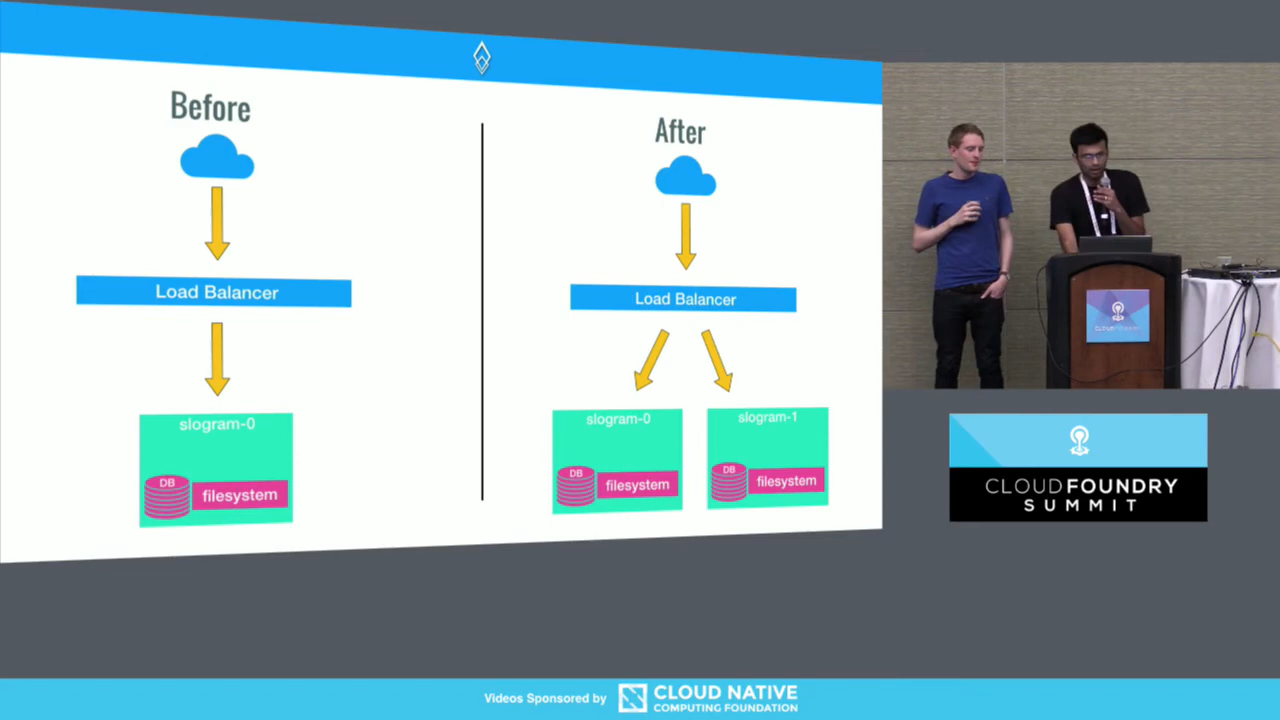 Before
Load Balancer
slogram-0
DB
filesystem
After
Load Balancer
slogram-0
DB
filesystem
slogram-1
DB
filesystem
CLOUD FOUNDRY
CLOUDFOUNDRY
SUMMIT
Videos Sponsored by
CLOUD NATIVE
COMPUTING FOUNDATION